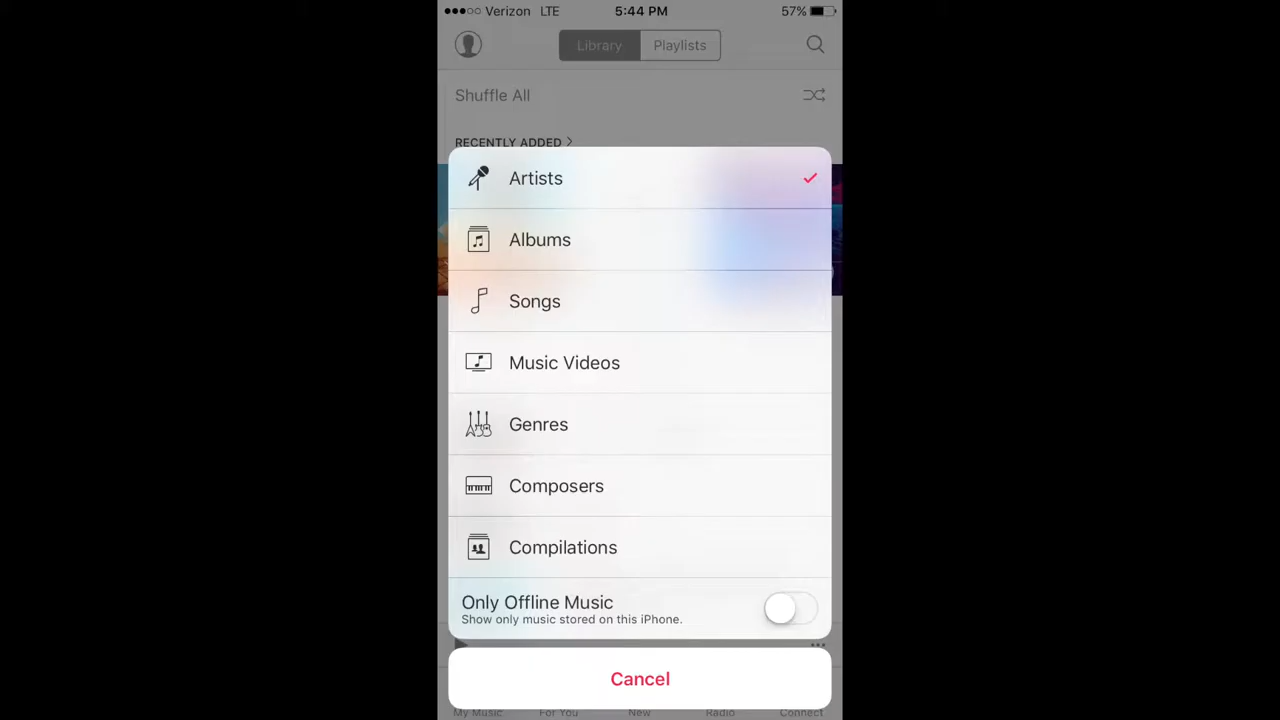 Verizon LTE 5:44 PM 57%
Library Playlists
Shuffle All
RECENTLY ADDED
Artists
Albums
Songs
Music Videos
Genres
Composers
Compilations
Only Offline Music
Show only music stored on this iPhone.
Cancel
My Music For You New Radio Connect